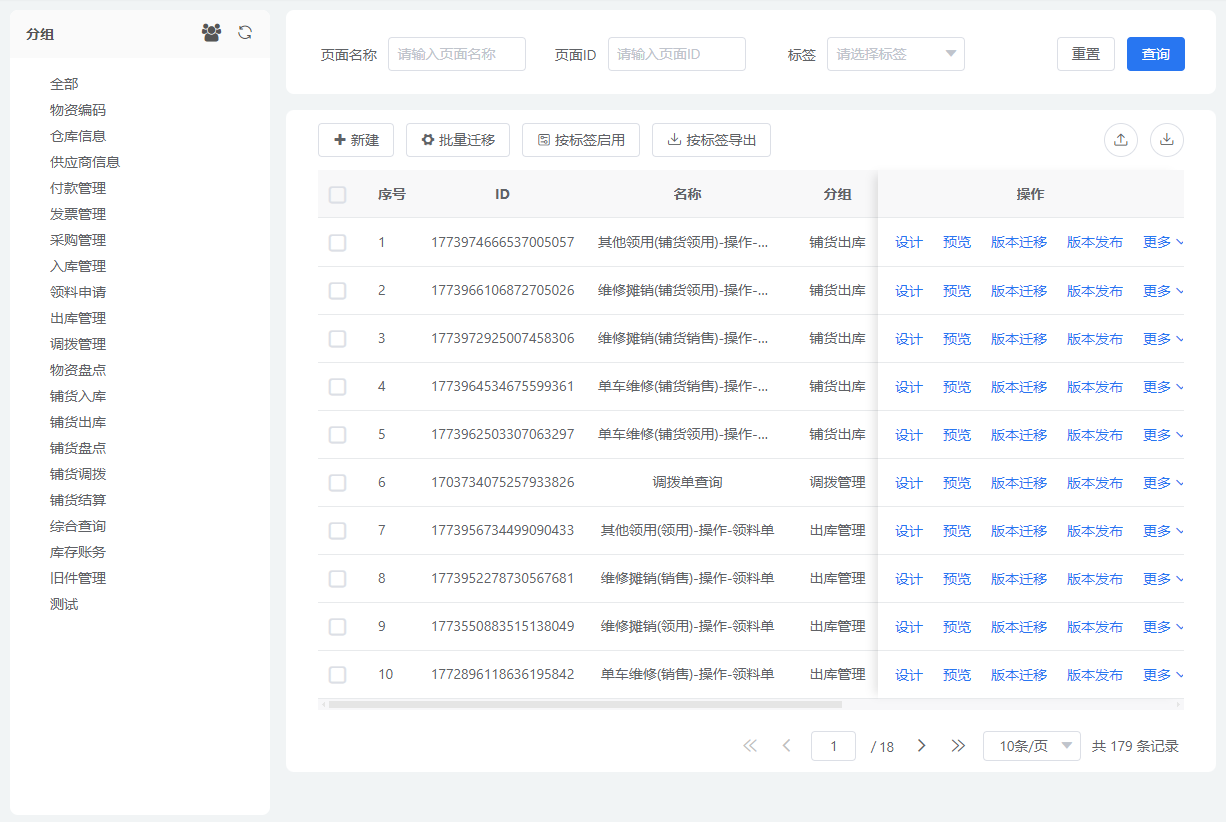 分组
全部
物资编码
仓库信息
供应商信息
付款管理
发票管理
采购管理
入库管理
领料申请
出库管理
调拨管理
物资盘点
铺货入库
铺货出库
铺货盘点
铺货调拨
铺货结算
综合查询
库存账务
旧件管理
测试
页面名称 请输入页面名称 页面ID 请输入页面ID 标签 请选择标签 重置 查询
新建 批量迁移 按标签启用 按标签导出
序号 ID 名称 分组 操作
1 1773974666537005057 其他领用(铺货领用)-操作-... 铺货出库 设计 预览 版本迁移 版本发布 更多
2 1773966106872705026 维修摊销(铺货领用)-操作-... 铺货出库 设计 预览 版本迁移 版本发布 更多
3 1773972925007458306 维修摊销(铺货销售)-操作-... 铺货出库 设计 预览 版本迁移 版本发布 更多
4 1773964534675599361 单车维修(铺货销售)-操作-... 铺货出库 设计 预览 版本迁移 版本发布 更多
5 1773962503307063297 单车维修(铺货领用)-操作-... 铺货出库 设计 预览 版本迁移 版本发布 更多
6 1703734075257933826 调拨单查询 调拨管理 设计 预览 版本迁移 版本发布 更多
7 1773956734499090433 其他领用(领用)-操作-领料单 出库管理 设计 预览 版本迁移 版本发布 更多
8 1773952278730567681 维修摊销(销售)-操作-领料单 出库管理 设计 预览 版本迁移 版本发布 更多
9 1773550883515138049 维修摊销(领用)-操作-领料单 出库管理 设计 预览 版本迁移 版本发布 更多
10 1772896118636195842 单车维修(销售)-操作-领料单 出库管理 设计 预览 版本迁移 版本发布 更多
1 / 18 10条/页 共 179 条记录